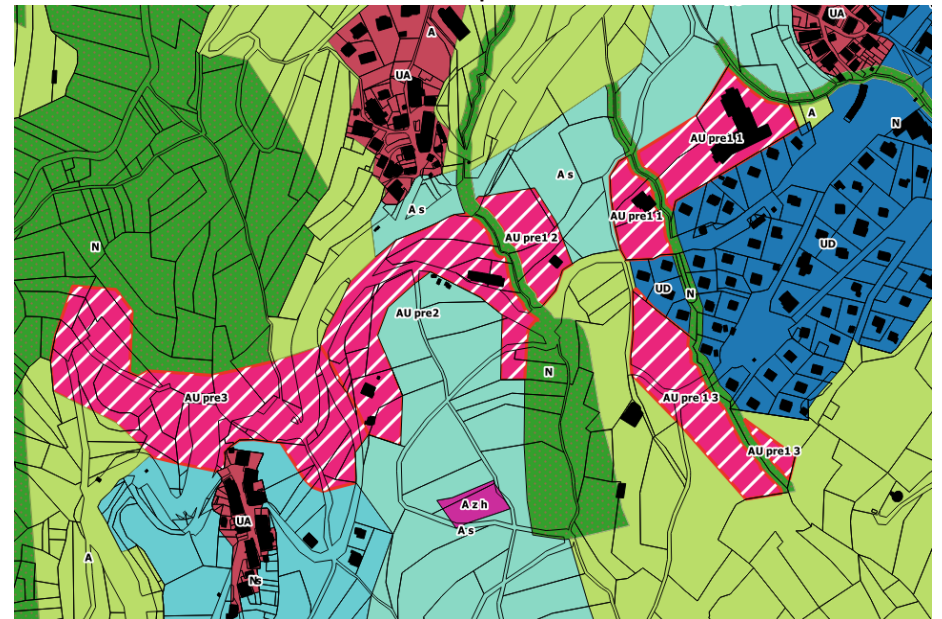 UA
A
UA
A
N
AU pre1 1
A s
A s
AU pre1 1
AU pre1 2
N
UD
UD
N
AU pre2
N
AU pre3
AU pre 1 3
AU pre1 3
A z h
UA
A s
A
Ns